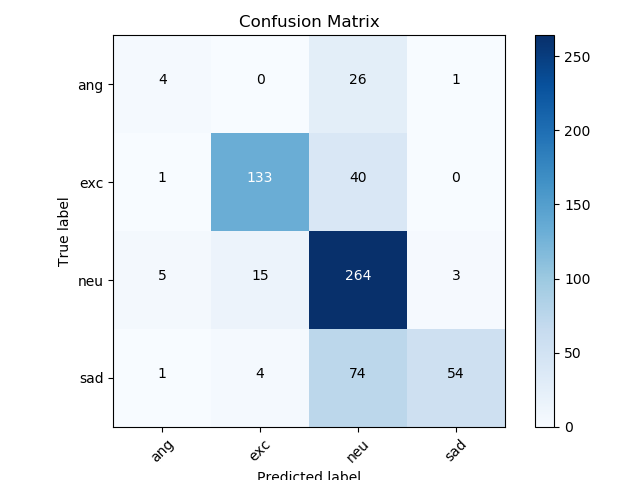 Confusion Matrix
True label
ang 4 0 26 1
exc 1 133 40 0
neu 5 15 264 3
sad 1 4 74 54
ang exc neu sad
Predicted label
250
200
150
100
50
0